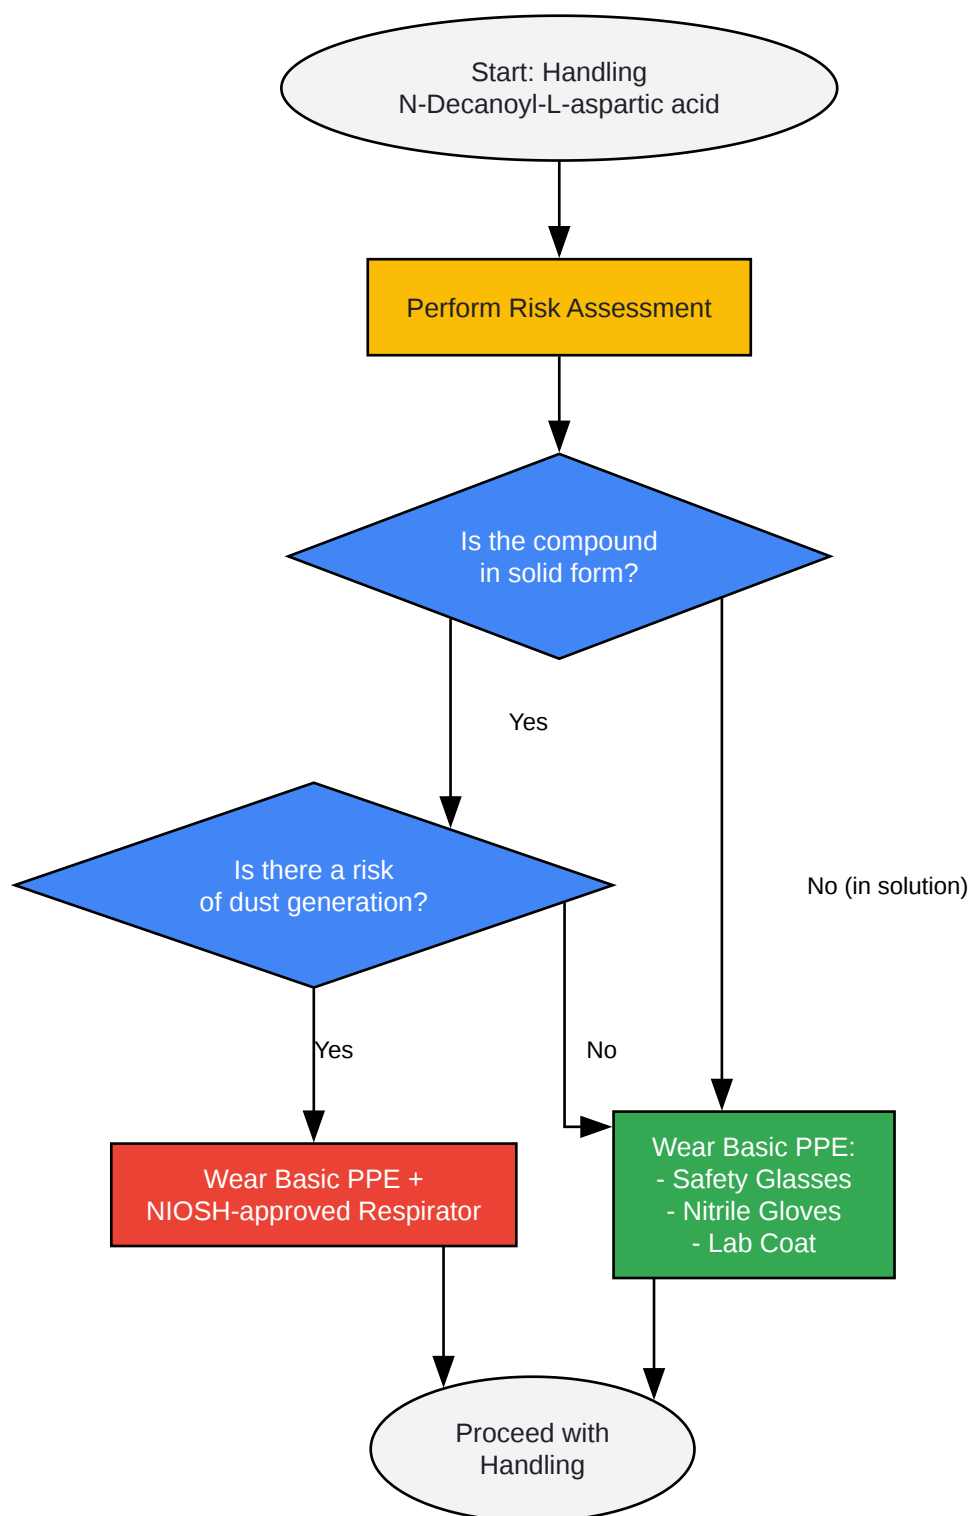 Start: Handling
N-Decanoyl-L-aspartic acid
Perform Risk Assessment
Is the compound
in solid form?
Yes
Is there a risk
of dust generation?
No (in solution)
Yes
No
Wear Basic PPE +
NIOSH-approved Respirator
Wear Basic PPE:
- Safety Glasses
- Nitrile Gloves
- Lab Coat
Proceed with
Handling